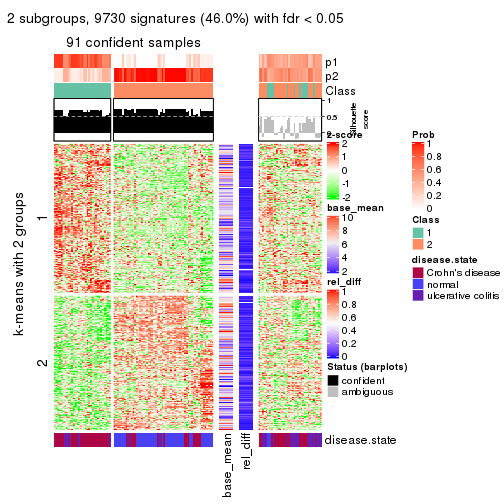 2 subgroups, 9730 signatures (46.0%) with fdr < 0.05
91 confident samples
p1
p2
Class
1
0.5
0
Silhouette
score
k-means with 2 groups
1
2
z-score
2
1
0
-1
-2
base_mean
10
8
6
4
2
rel_diff
1
0.8
0.6
0.4
0.2
0
Status (barplots)
confident
ambiguous
Prob
1
0.8
0.6
0.4
0.2
0
Class
1
2
disease.state
Crohn's disease
normal
ulcerative colitis
disease.state
base_mean
rel_diff